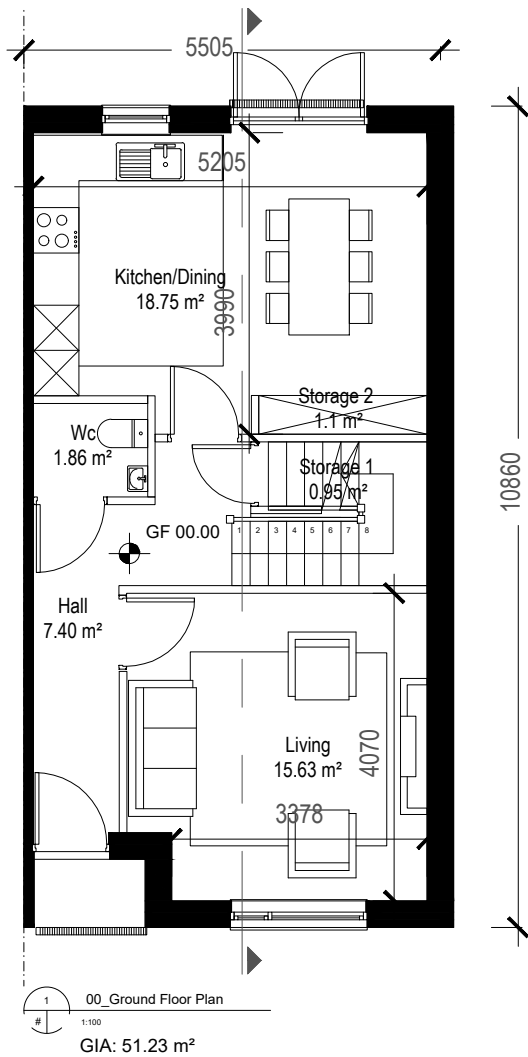 5505
5205
Kitchen/Dining
18.75 m²
3990
Storage 2
1.1 m²
Wc
1.86 m²
Storage 1
0.95 m²
10860
GF 00.00
1 2 3 4 5 6 7 8
Hall
7.40 m²
Living
15.63 m²
4070
3378
1
00_Ground Floor Plan
#
1:100
GIA: 51.23 m²